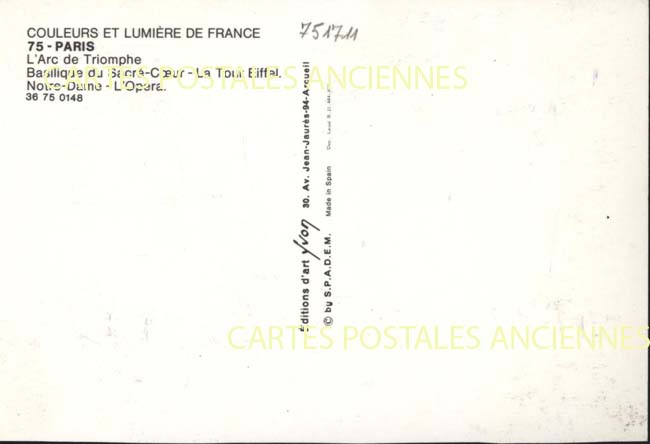 COULEURS ET LUMIÈRE DE FRANCE
75 - PARIS
L'Arc de Triomphe
Basilique du Sacré-Cœur - La Tour Eiffel.
Notre-Dame - L'Opéra.
36 75 0148
751711
CARTES POSTALES ANCIENNES
Éditions d'art yvon 30. Av. Jean-Jaurès-94-Arcueil
© by S.P.A.D.E.M. Made in Spain
CARTES POSTALES ANCIENNES